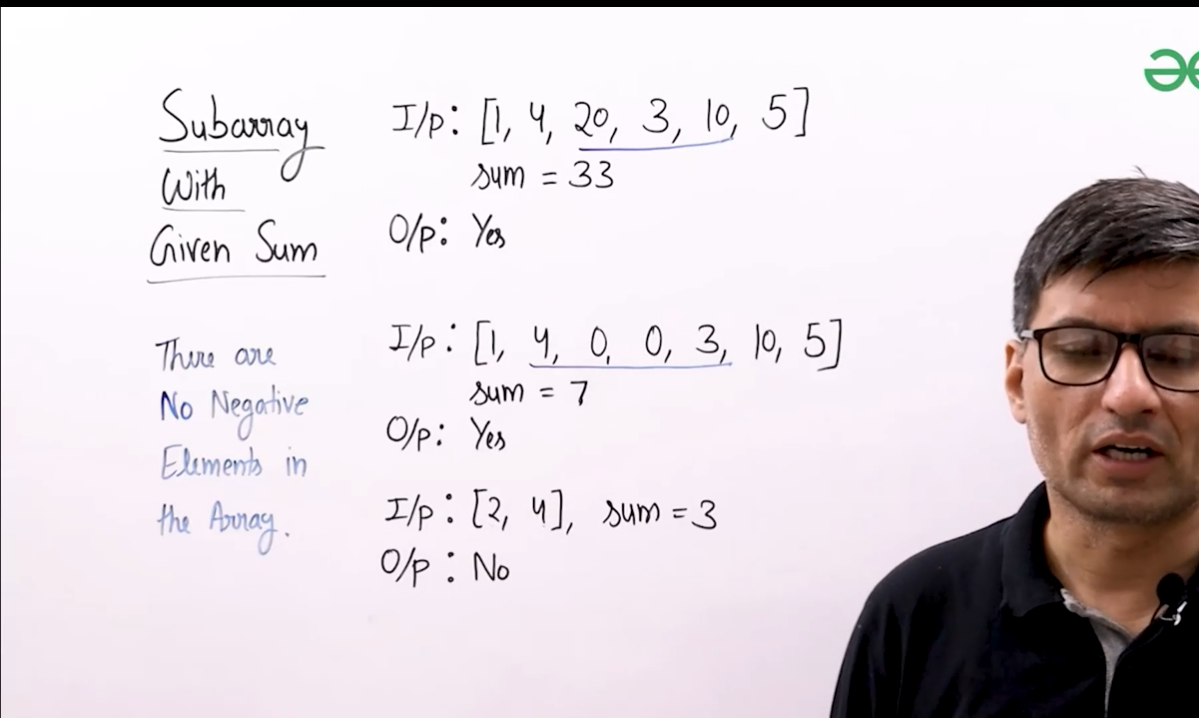 Subarray
With
Given Sum
There are
No Negative
Elements in
the Array.
I/p: [1, 4, 20, 3, 10, 5]
sum = 33
O/p: Yes
I/p: [1, 4, 0, 0, 3, 10, 5]
sum = 7
O/p: Yes
I/p: [2, 4], sum = 3
O/p: No